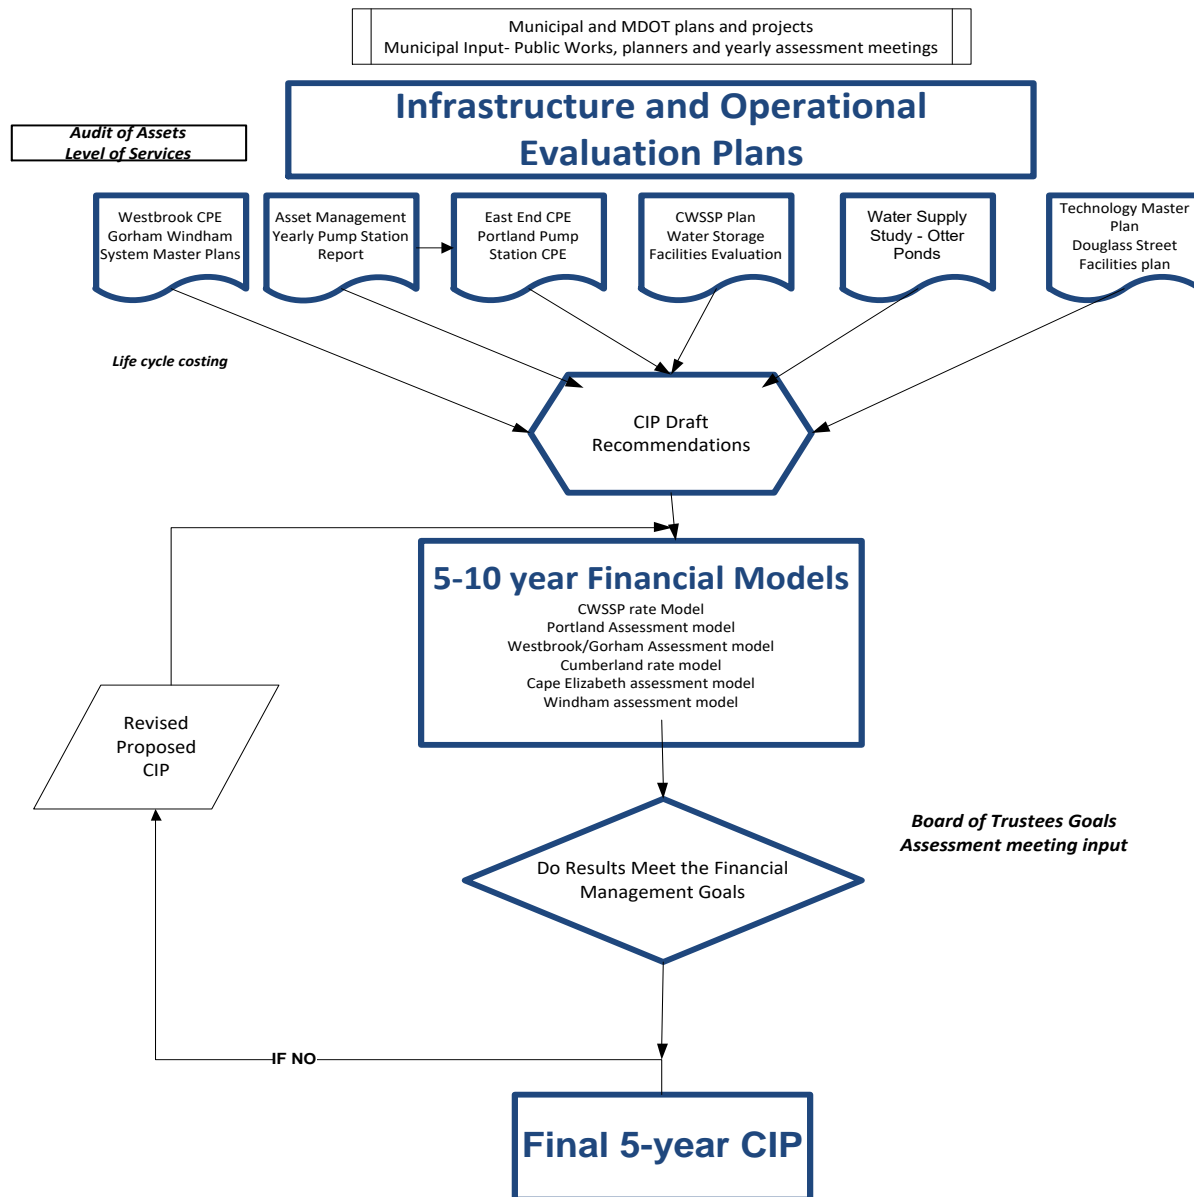 Municipal and MDOT plans and projects
Municipal Input- Public Works, planners and yearly assessment meetings
Infrastructure and Operational
Evaluation Plans
Audit of Assets
Level of Services
Westbrook CPE
Gorham Windham
System Master Plans
Asset Management
Yearly Pump Station
Report
East End CPE
Portland Pump
Station CPE
CWSSP Plan
Water Storage
Facilities Evaluation
Water Supply
Study - Otter
Ponds
Technology Master
Plan
Douglass Street
Facilities plan
Life cycle costing
CIP Draft
Recommendations
5-10 year Financial Models
CWSSP rate Model
Portland Assessment model
Westbrook/Gorham Assessment model
Cumberland rate model
Cape Elizabeth assessment model
Windham assessment model
Revised
Proposed
CIP
Do Results Meet the Financial
Management Goals
Board of Trustees Goals
Assessment meeting input
IF NO
Final 5-year CIP